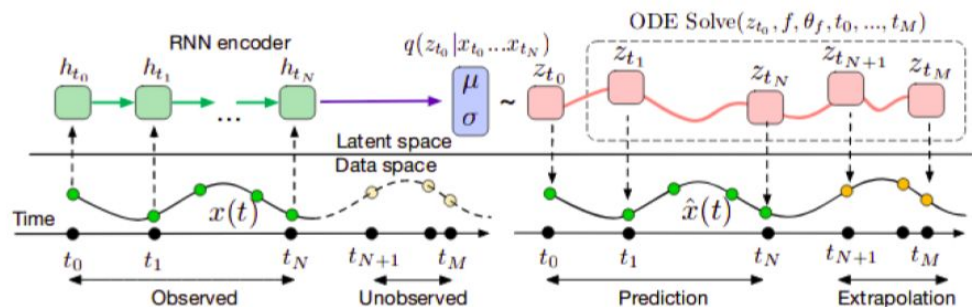 ODE Solve(z_{t_0}, f, θ_f, t_0, ..., t_M)
RNN encoder
q(z_{t_0}|x_{t_0}...x_{t_N})
h_{t_0} h_{t_1} h_{t_N} z_{t_0} z_{t_1} z_{t_N} z_{t_{N+1}} z_{t_M}
... μ σ ~
Latent space
Data space
x(t) x̂(t)
Time
t_0 t_1 t_N t_{N+1} t_M t_0 t_1 t_N t_{N+1} t_M
Observed Unobserved Prediction Extrapolation